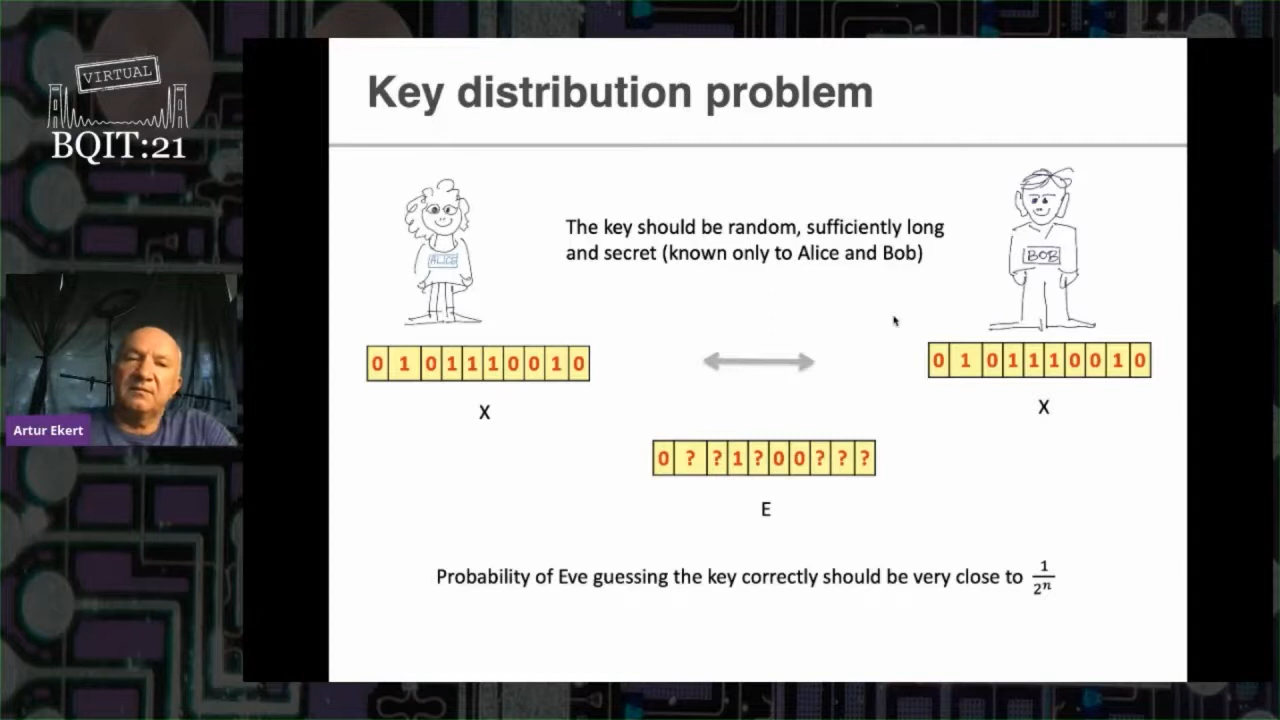 VIRTUAL
BQIT:21
Key distribution problem
The key should be random, sufficiently long
and secret (known only to Alice and Bob)
ALICE
BOB
0 1 0 1 1 1 0 0 1 0
0 1 0 1 1 1 0 0 1 0
X
X
Artur Ekert
0 ? ? 1 ? 0 0 ? ? ?
E
Probability of Eve guessing the key correctly should be very close to 1/2ⁿ